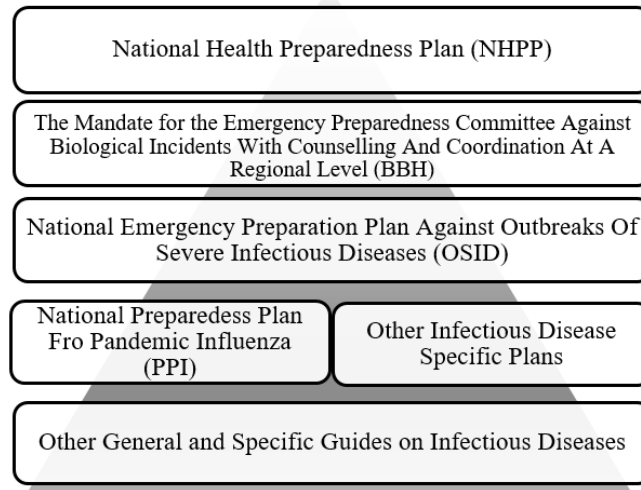 National Health Preparedness Plan (NHPP)
The Mandate for the Emergency Preparedness Committee Against
Biological Incidents With Counselling And Coordination At A
Regional Level (BBH)
National Emergency Preparation Plan Against Outbreaks Of
Severe Infectious Diseases (OSID)
National Preparedess Plan
Fro Pandemic Influenza
(PPI)
Other Infectious Disease
Specific Plans
Other General and Specific Guides on Infectious Diseases